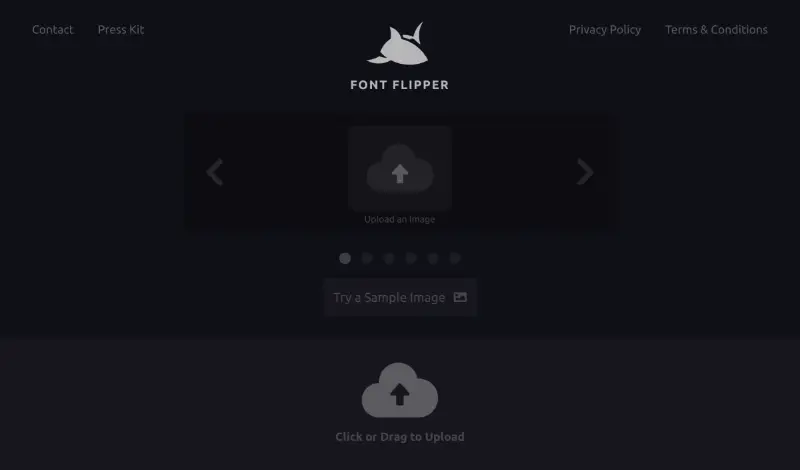 Contact
Press Kit
Privacy Policy
Terms & Conditions
FONT FLIPPER
Upload an Image
Try a Sample Image
Click or Drag to Upload